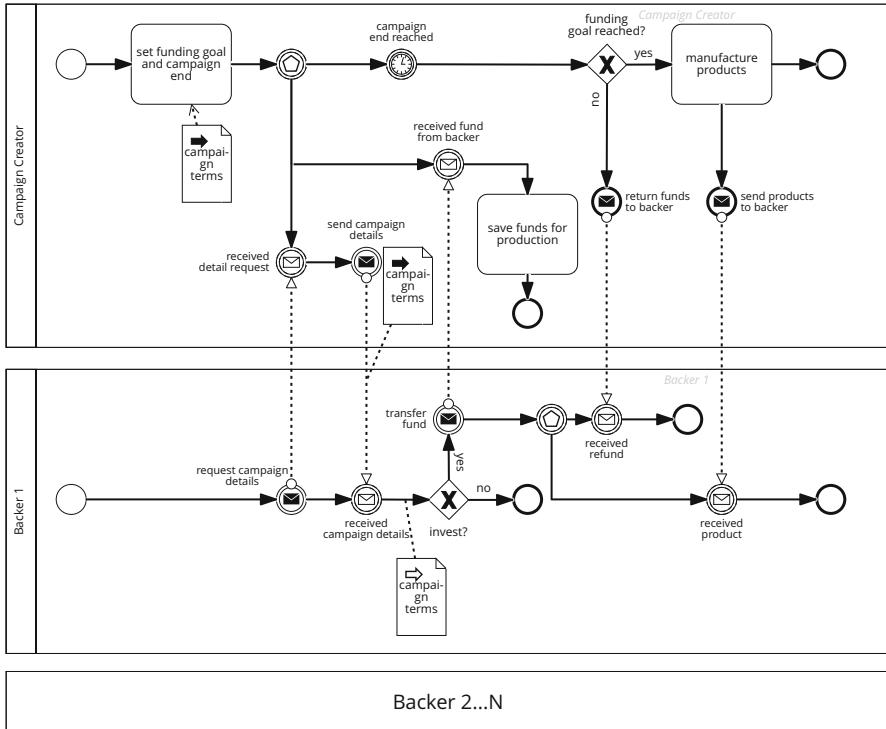 Campaign Creator
Campaign Creator
set funding goal
and campaign
end
campaign
end reached
funding
goal reached?
yes
no
manufacture
products
campai-
gn
terms
received fund
from backer
return funds
to backer
send products
to backer
save funds for
production
send campaign
details
received
detail request
campai-
gn
terms
Backer 1
Backer 1
transfer
fund
received
refund
request campaign
details
yes
no
received
campaign details
invest?
received
product
campai-
gn
terms
Backer 2...N